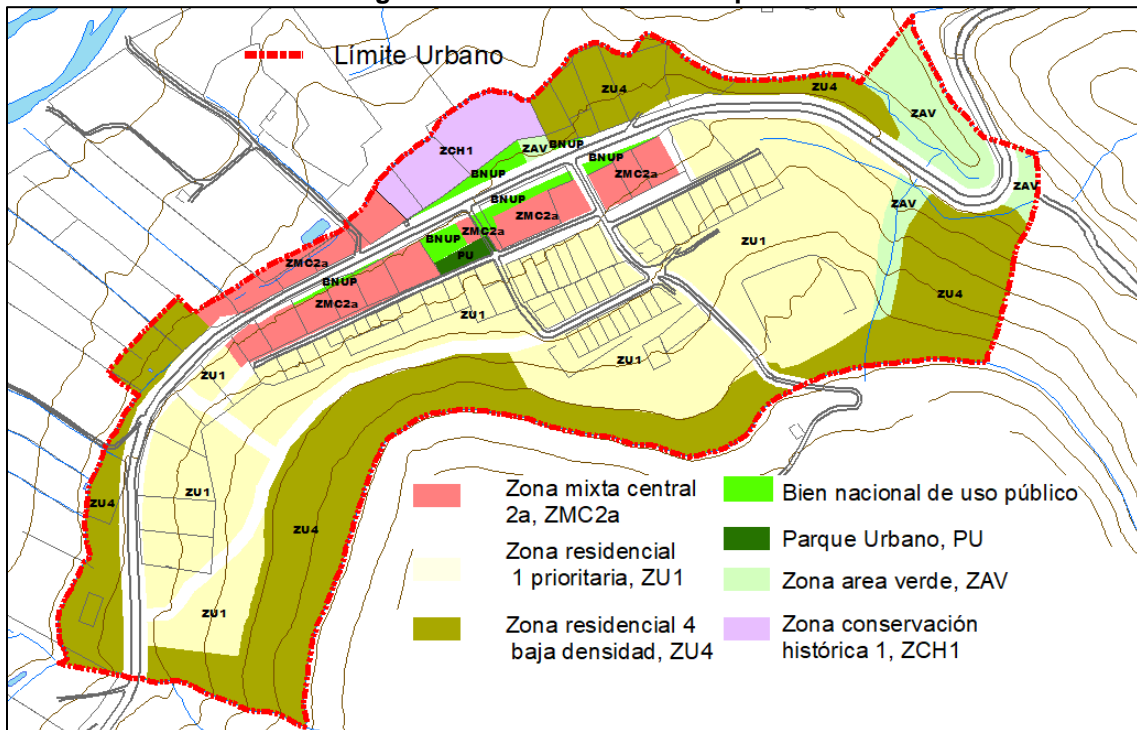 Límite Urbano
ZU4
ZU4
ZAV
ZCH1
ZAV
BNUP
BNUP
BNUP
ZMC2a
ZAV
BNUP
ZMC2a
ZAV
ZMC2a
BNUP
ZMC2a
PU
ZU1
BNUP
ZMC2a
ZU1
ZU4
ZU1
ZU1
ZU4
ZU1
ZU4
ZU1
Zona mixta central
2a, ZMC2a
Zona residencial
1 prioritaria, ZU1
Zona residencial 4
baja densidad, ZU4
Bien nacional de uso público
Parque Urbano, PU
Zona area verde, ZAV
Zona conservación
histórica 1, ZCH1